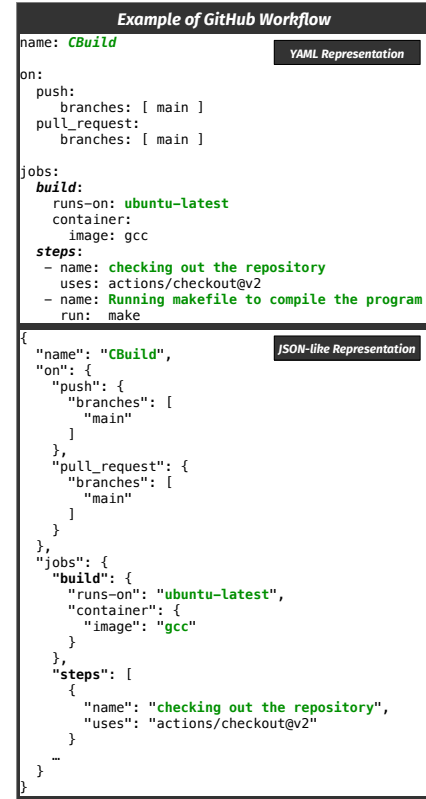 Example of GitHub Workflow
name: CBuild
YAML Representation
on:
  push:
     branches: [ main ]
  pull_request:
     branches: [ main ]
jobs:
  build:
    runs-on: ubuntu-latest
    container:
      image: gcc
  steps:
   - name: checking out the repository
     uses: actions/checkout@v2
   - name: Running makefile to compile the program
     run:  make
{
JSON-like Representation
  "name": "CBuild",
  "on": {
    "push": {
      "branches": [
        "main"
      ]
    },
    "pull_request": {
      "branches": [
        "main"
      ]
    }
  },
  "jobs": {
    "build": {
      "runs-on": "ubuntu-latest",
      "container": {
        "image": "gcc"
      }
    },
    "steps": [
      {
        "name": "checking out the repository",
        "uses": "actions/checkout@v2"
      }
    …
  }
}